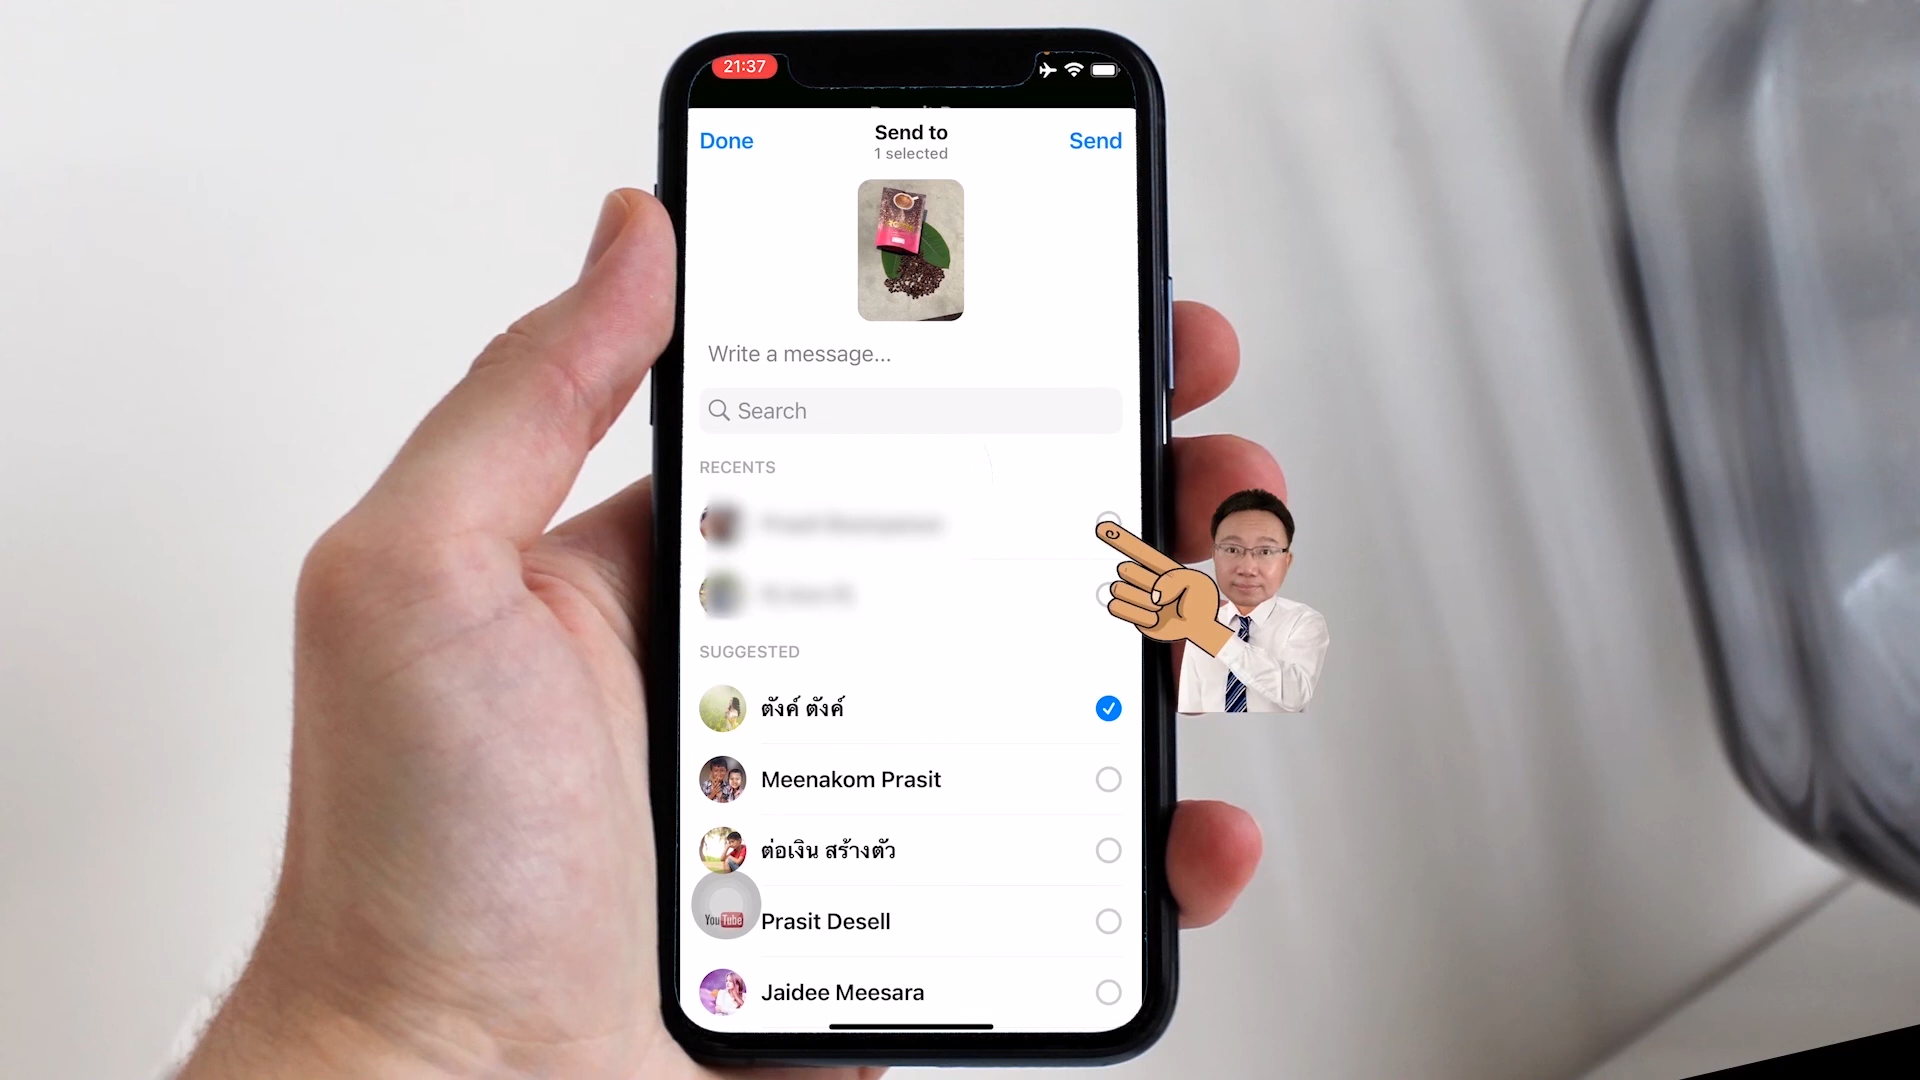 21:37
Done
Send to
Send
1 selected
Write a message...
Search
RECENTS
SUGGESTED
ตังค์ ตังค์
Meenakom Prasit
ต่อเงิน สร้างตัว
YouTube
Prasit Desell
Jaidee Meesara